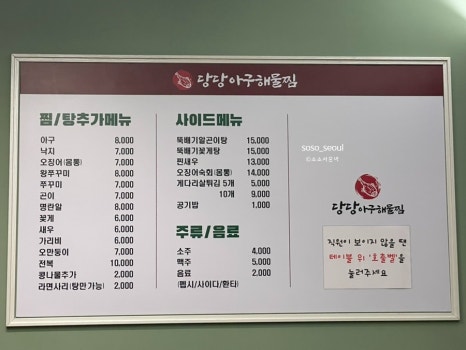 당당아구해물찜
찜/탕추가메뉴
아구 8,000
낙지 7,000
오징어(몸통) 7,000
왕쭈꾸미 8,000
쭈꾸미 7,000
곤이 7,000
명란알 8,000
꽃게 6,000
새우 6,000
가리비 6,000
오만둥이 7,000
전복 10,000
콩나물추가 2,000
라면사리(탕만가능) 2,000
사이드메뉴
뚝배기알곤이탕 15,000
뚝배기꽃게탕 15,000
찐새우 13,000
오징어숙회(몸통) 14,000
게다리살튀김 5개 5,000
10개 9,000
공기밥 1,000
주류/음료
소주 4,000
맥주 5,000
음료 2,000
(펩시/사이다/환타)
soso_seoul
당당아구해물찜
직원이 보이지 않을 땐
테이블 위 '호출벨'을
눌러주세요